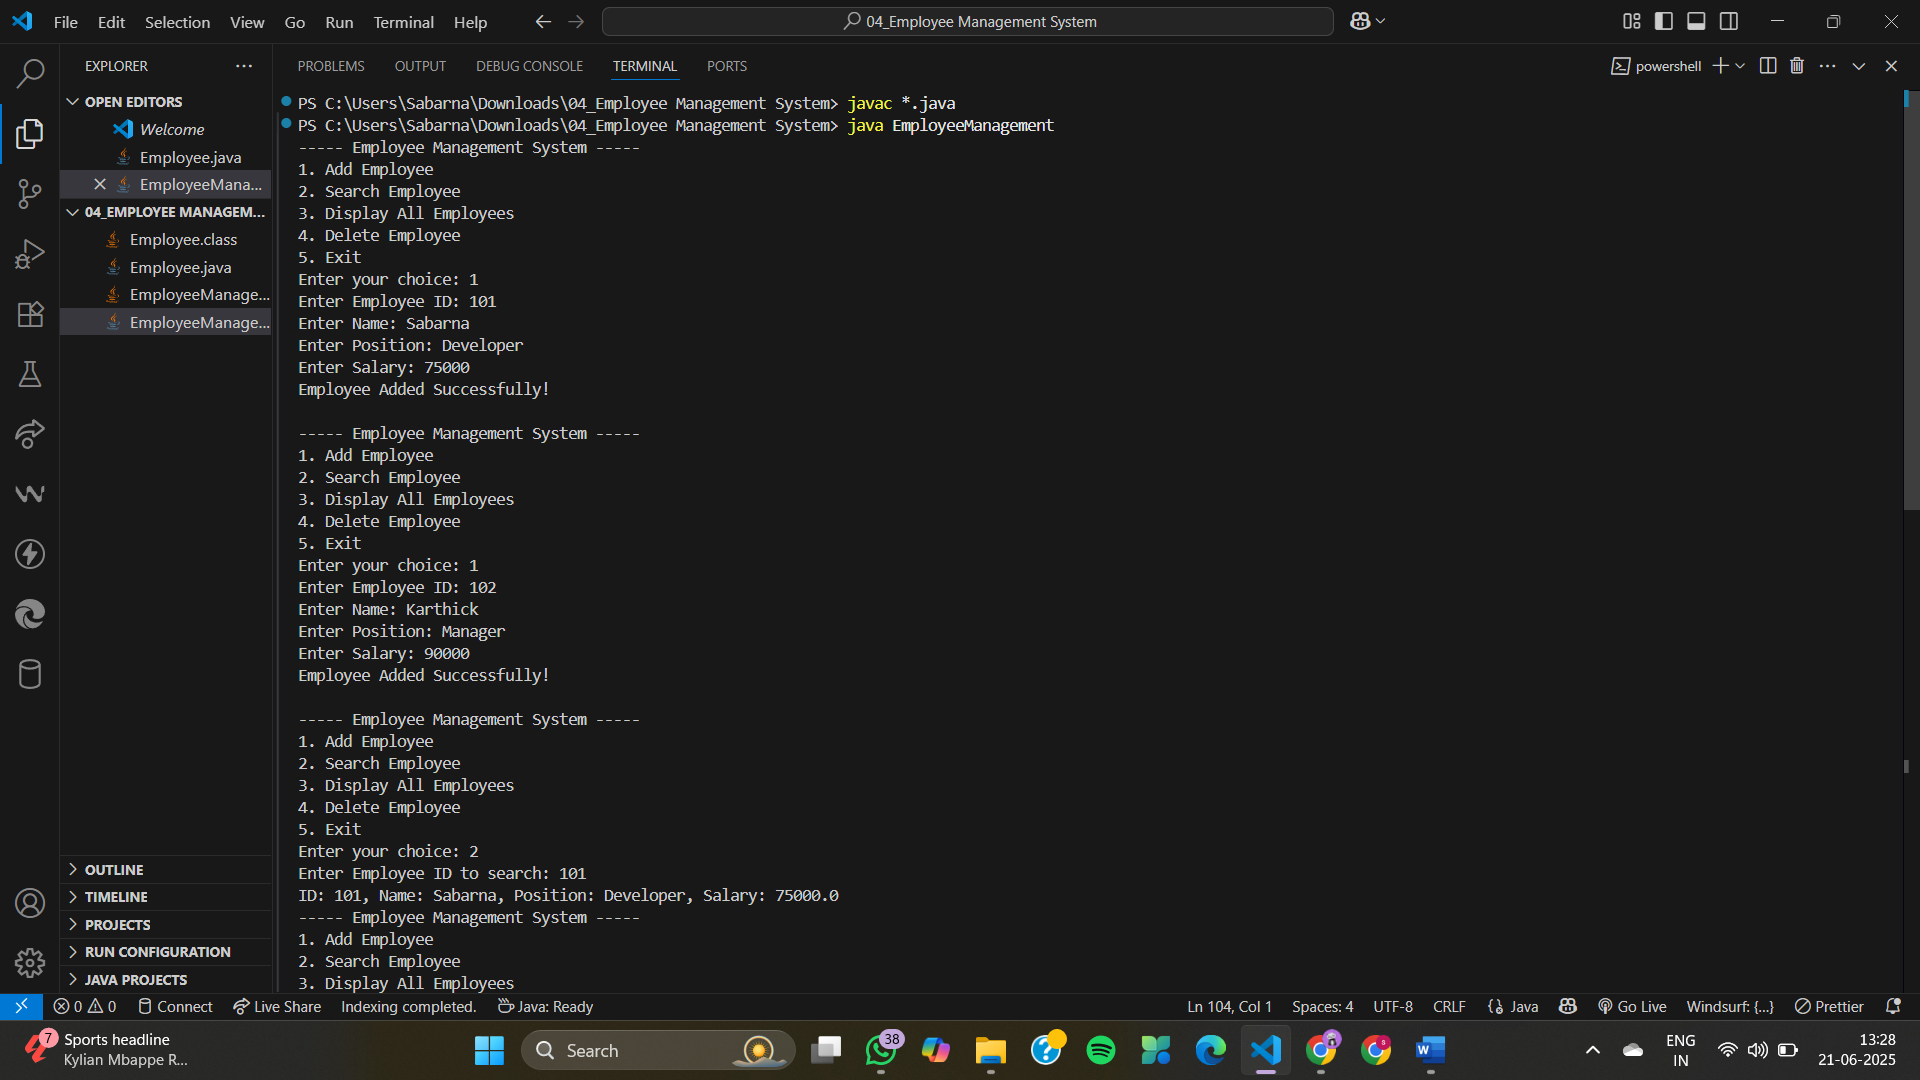 File Edit Selection View Go Run Terminal Help
04_Employee Management System
EXPLORER
OPEN EDITORS
Welcome
Employee.java
EmployeeMana...
04_EMPLOYEE MANAGEM...
Employee.class
Employee.java
EmployeeManage...
EmployeeManage...
OUTLINE
TIMELINE
PROJECTS
RUN CONFIGURATION
JAVA PROJECTS
PROBLEMS OUTPUT DEBUG CONSOLE TERMINAL PORTS
powershell
PS C:\Users\Sabarna\Downloads\04_Employee Management System> javac *.java
PS C:\Users\Sabarna\Downloads\04_Employee Management System> java EmployeeManagement
----- Employee Management System -----
1. Add Employee
2. Search Employee
3. Display All Employees
4. Delete Employee
5. Exit
Enter your choice: 1
Enter Employee ID: 101
Enter Name: Sabarna
Enter Position: Developer
Enter Salary: 75000
Employee Added Successfully!
----- Employee Management System -----
1. Add Employee
2. Search Employee
3. Display All Employees
4. Delete Employee
5. Exit
Enter your choice: 1
Enter Employee ID: 102
Enter Name: Karthick
Enter Position: Manager
Enter Salary: 90000
Employee Added Successfully!
----- Employee Management System -----
1. Add Employee
2. Search Employee
3. Display All Employees
4. Delete Employee
5. Exit
Enter your choice: 2
Enter Employee ID to search: 101
ID: 101, Name: Sabarna, Position: Developer, Salary: 75000.0
----- Employee Management System -----
1. Add Employee
2. Search Employee
3. Display All Employees
0 0 Connect Live Share Indexing completed. Java: Ready
Ln 104, Col 1 Spaces: 4 UTF-8 CRLF {} Java Go Live Windsurf: {...} Prettier
7
Sports headline
Kylian Mbappe R...
Search
38
ENG
IN
13:28
21-06-2025